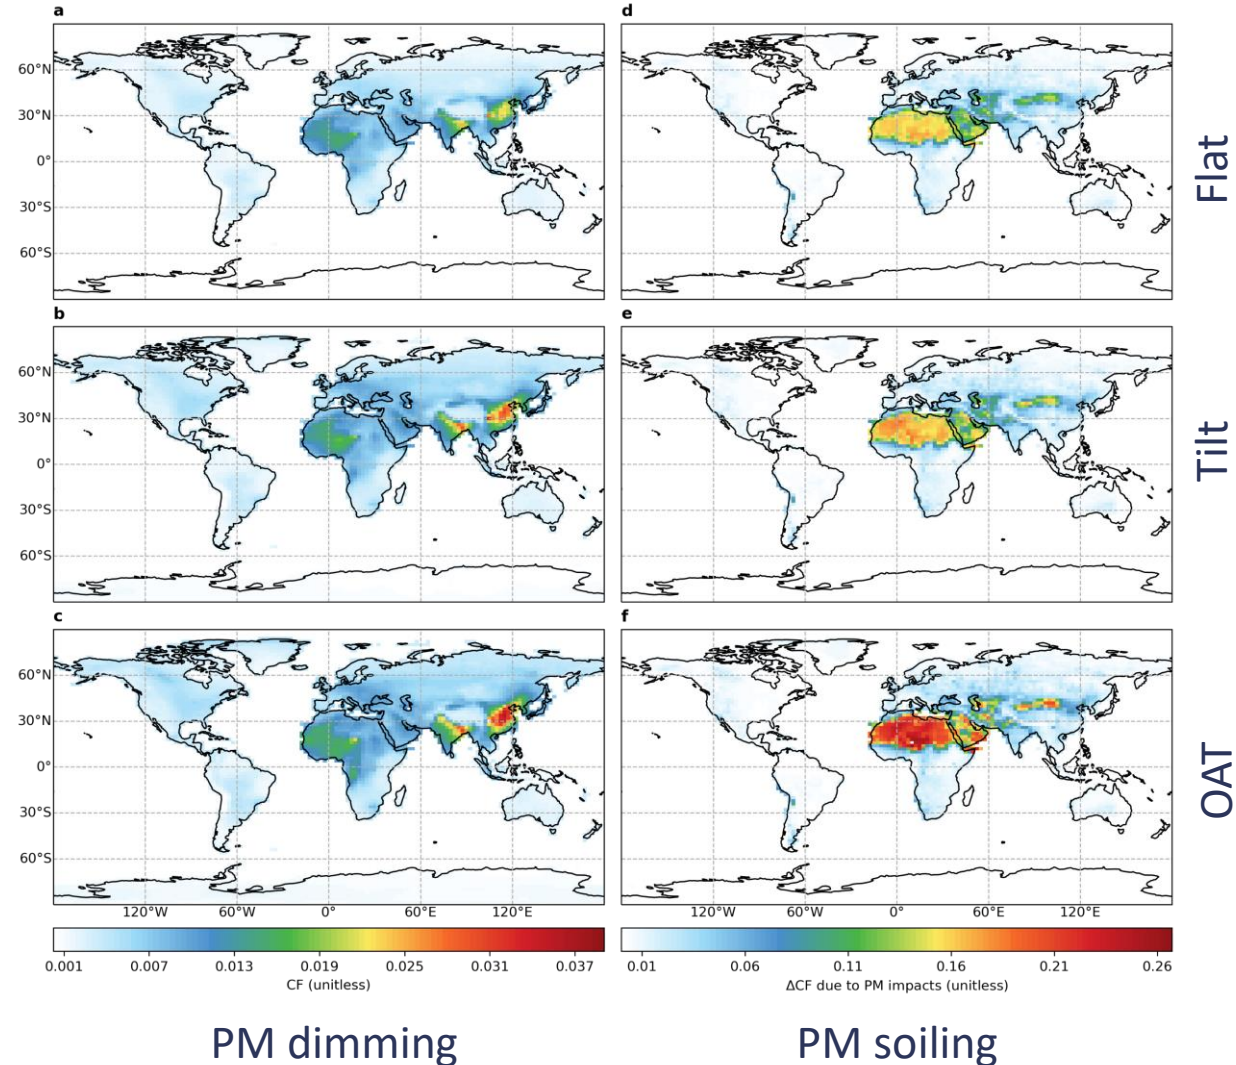 a
d
60°N
30°N
0°
30°S
60°S
Flat
b
e
60°N
30°N
0°
30°S
60°S
Tilt
c
f
60°N
30°N
0°
30°S
60°S
OAT
120°W 60°W 0° 60°E 120°E
120°W 60°W 0° 60°E 120°E
0.001 0.007 0.013 0.019 0.025 0.031 0.037
CF (unitless)
0.01 0.06 0.11 0.16 0.21 0.26
ΔCF due to PM impacts (unitless)
PM dimming
PM soiling